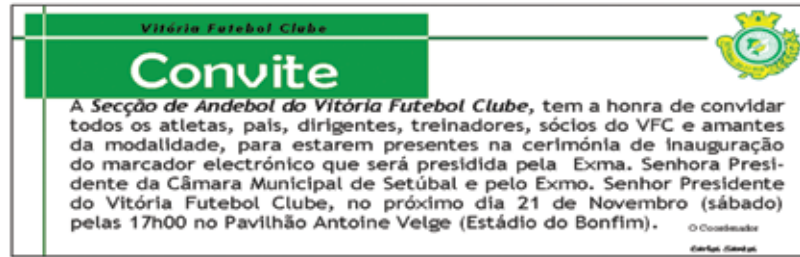 Vitória Futebol Clube
Convite
A Secção de Andebol do Vitória Futebol Clube, tem a honra de convidar
todos os atletas, pais, dirigentes, treinadores, sócios do VFC e amantes
da modalidade, para estarem presentes na cerimónia de inauguração
do marcador electrónico que será presidida pela Exma. Senhora Presi-
dente da Câmara Municipal de Setúbal e pelo Exmo. Senhor Presidente
do Vitória Futebol Clube, no próximo dia 21 de Novembro (sábado)
pelas 17h00 no Pavilhão Antoine Velge (Estádio do Bonfim).
O Coordenador